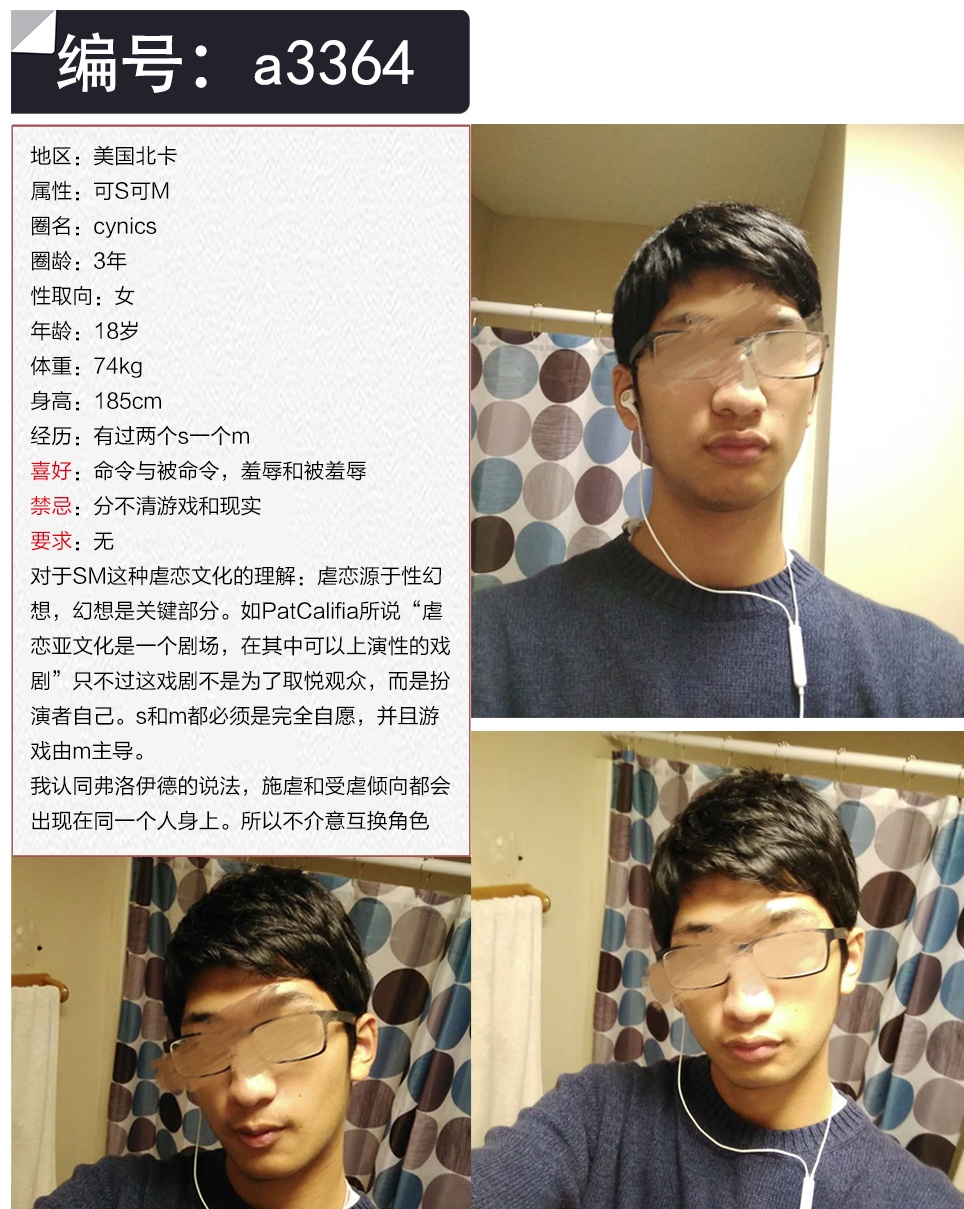 编号：a3364
地区：美国北卡
属性：可S可M
圈名：cynics
圈龄：3年
性取向：女
年龄：18岁
体重：74kg
身高：185cm
经历：有过两个s一个m
喜好：命令与被命令，羞辱和被羞辱
禁忌：分不清游戏和现实
要求：无
对于SM这种虐恋文化的理解：虐恋源于性幻
想，幻想是关键部分。如PatCalifia所说“虐
恋亚文化是一个剧场，在其中可以上演性的戏
剧”只不过这戏剧不是为了取悦观众，而是扮
演者自己。s和m都必须是完全自愿，并且游
戏由m主导。
我认同弗洛伊德的说法，施虐和受虐倾向都会
出现在同一个人身上。所以不介意互换角色